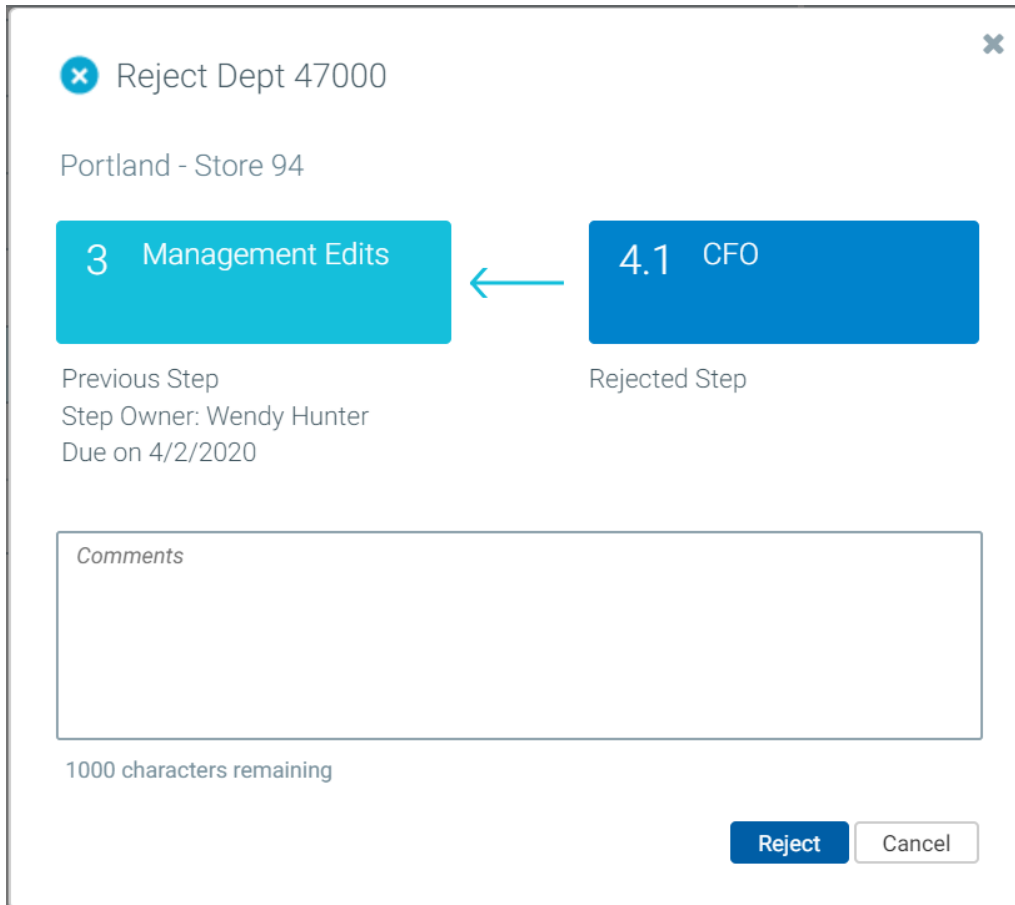 Reject Dept 47000
Portland - Store 94
3 Management Edits
4.1 CFO
Previous Step
Step Owner: Wendy Hunter
Due on 4/2/2020
Rejected Step
Comments
1000 characters remaining
Reject
Cancel